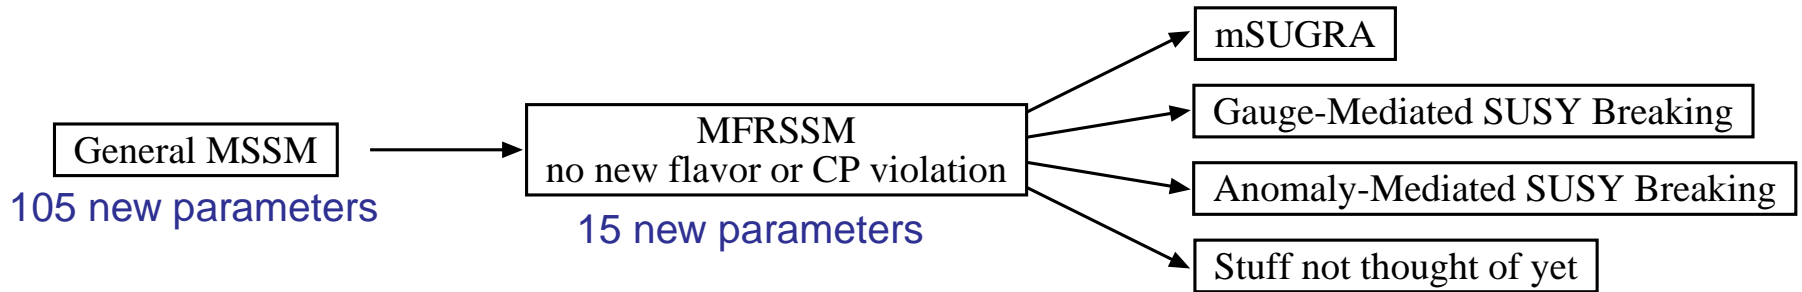 General MSSM
105 new parameters
MFRSSM
no new flavor or CP violation
15 new parameters
mSUGRA
Gauge-Mediated SUSY Breaking
Anomaly-Mediated SUSY Breaking
Stuff not thought of yet